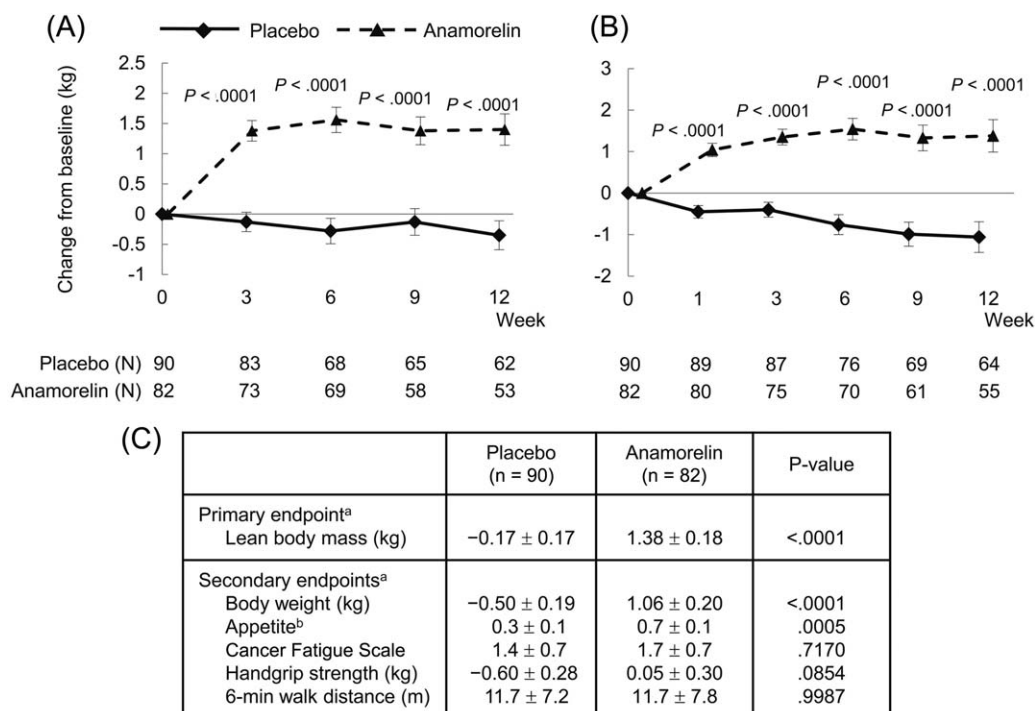 (A) Placebo Anamorelin (B)
Change from baseline (kg)
2.5
2
1.5
1
0.5
0
-0.5
-1
P < .0001 P < .0001 P < .0001 P < .0001
0 3 6 9 12
Week
3
2
1
0
-1
-2
P < .0001 P < .0001 P < .0001 P < .0001 P < .0001
0 1 3 6 9 12
Week
Placebo (N) 90 83 68 65 62 90 89 87 76 69 64
Anamorelin (N) 82 73 69 58 53 82 80 75 70 61 55
(C)
Placebo (n = 90) Anamorelin (n = 82) P-value
Primary endpointᵃ
Lean body mass (kg) −0.17 ± 0.17 1.38 ± 0.18 <.0001
Secondary endpointsᵃ
Body weight (kg) −0.50 ± 0.19 1.06 ± 0.20 <.0001
Appetiteᵇ 0.3 ± 0.1 0.7 ± 0.1 .0005
Cancer Fatigue Scale 1.4 ± 0.7 1.7 ± 0.7 .7170
Handgrip strength (kg) −0.60 ± 0.28 0.05 ± 0.30 .0854
6-min walk distance (m) 11.7 ± 7.2 11.7 ± 7.8 .9987